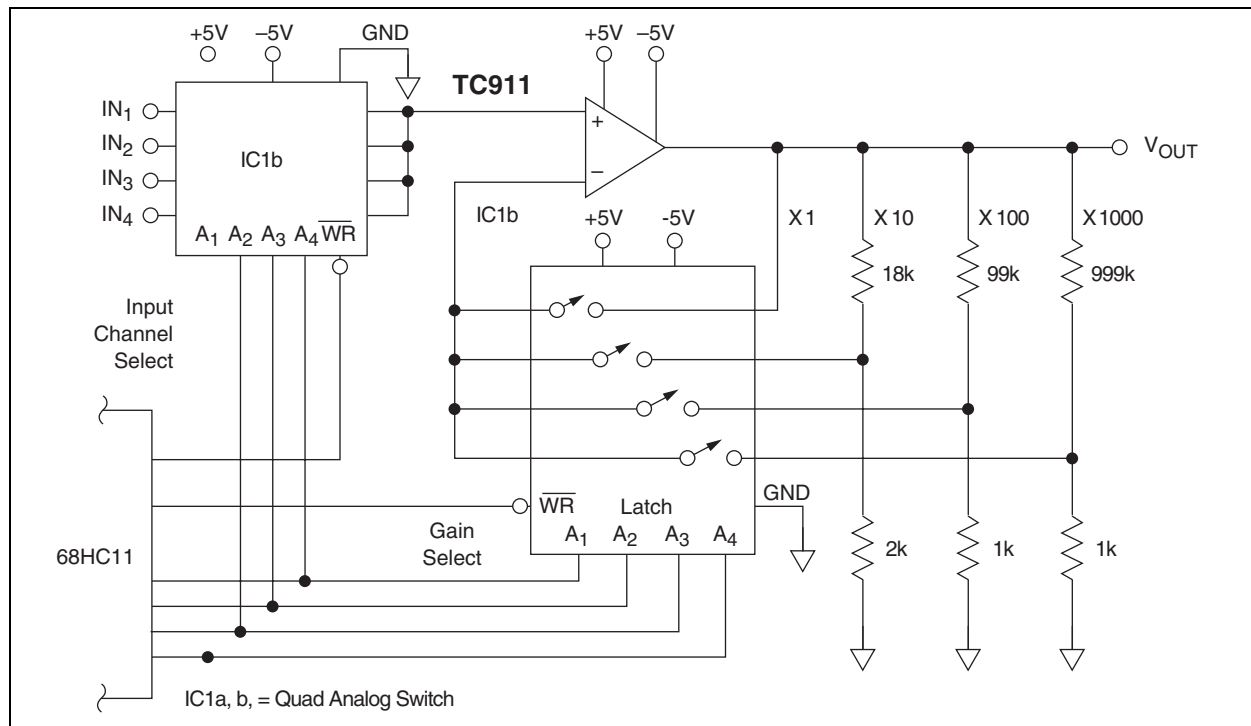 +5V
–5V
GND
IN1
IN2
IN3
IN4
IC1b
A1 A2 A3 A4 WR
TC911
+5V –5V
+
–
VOUT
IC1b
+5V
-5V
X1
X10
X100
X1000
18k
99k
999k
Input
Channel
Select
WR
Latch
GND
Gain
Select
A1 A2 A3 A4
2k
1k
1k
68HC11
IC1a, b, = Quad Analog Switch